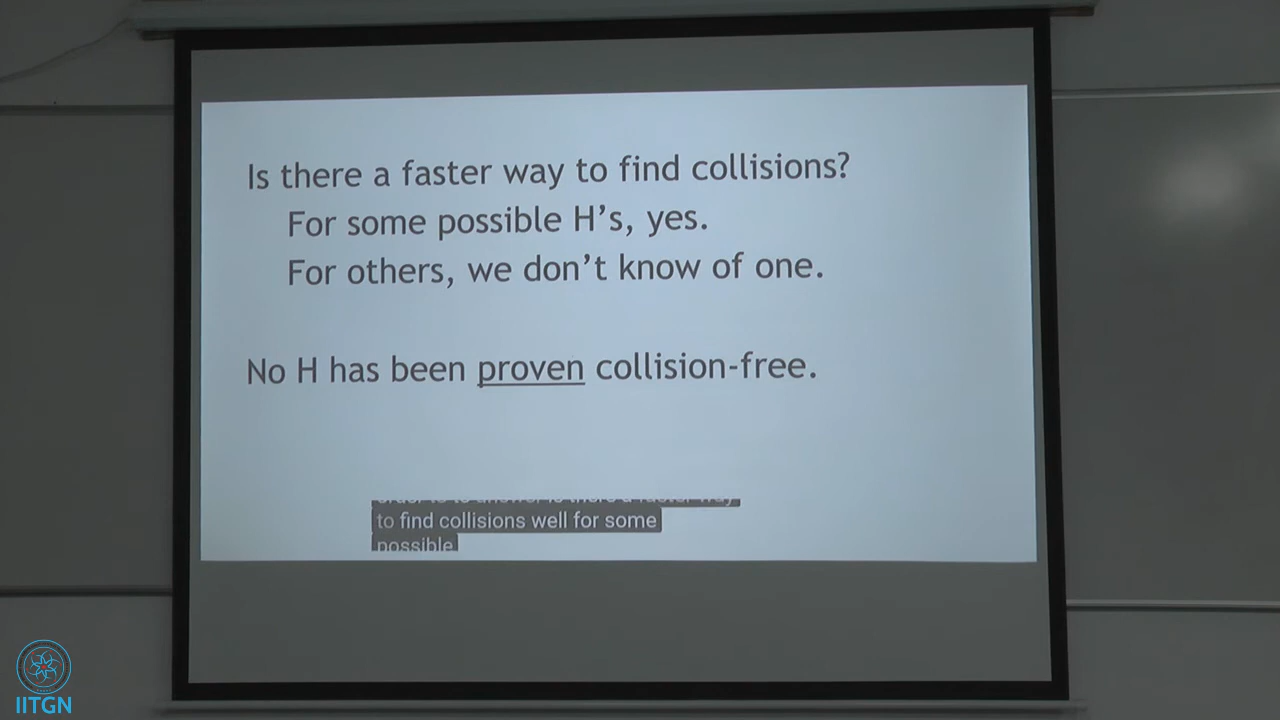 Is there a faster way to find collisions?
For some possible H's, yes.
For others, we don't know of one.
No H has been proven collision-free.
to find collisions well for some
possible
IITGN